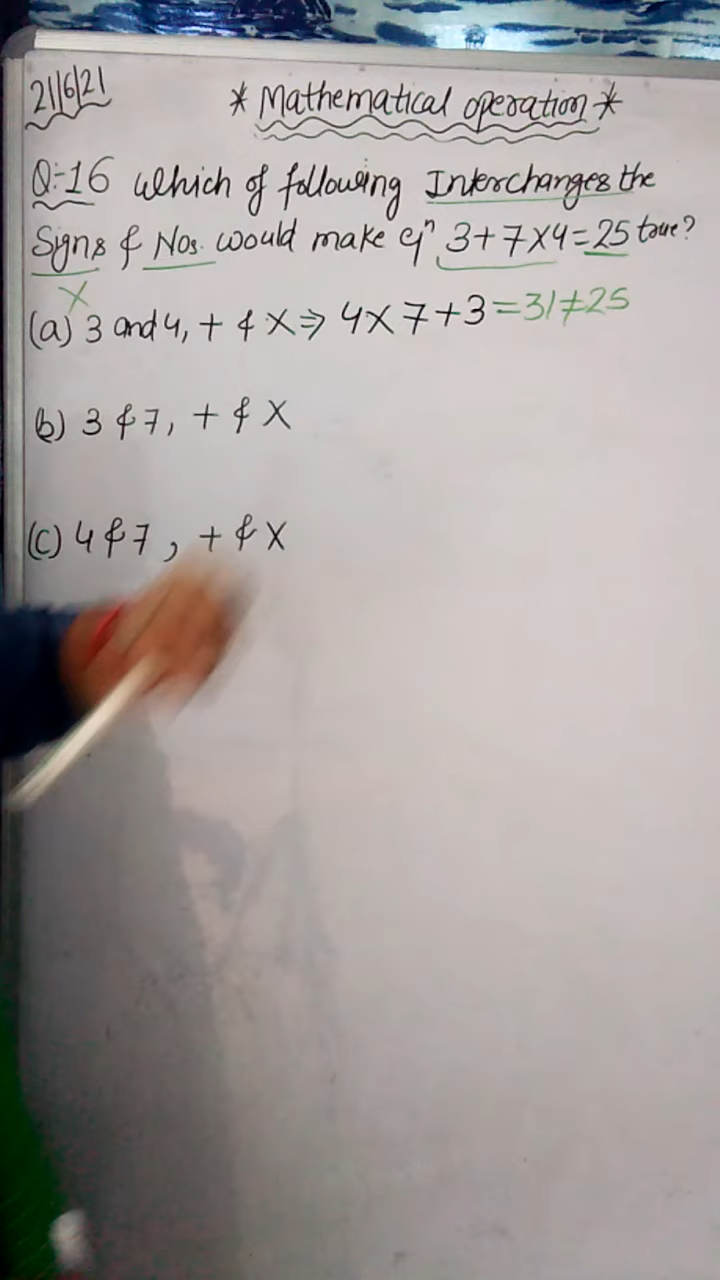 21/6/21
* Mathematical operation *
Q:-16 which of following Interchanges the
Signs & Nos. would make eqⁿ 3+7×4=25 true?
X
(a) 3 and 4, + & × ⇒ 4×7+3=31≠25
b) 3 & 7, + & ×
(c) 4 & 7, + & ×